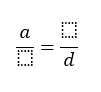 a/⬚ = ⬚/d